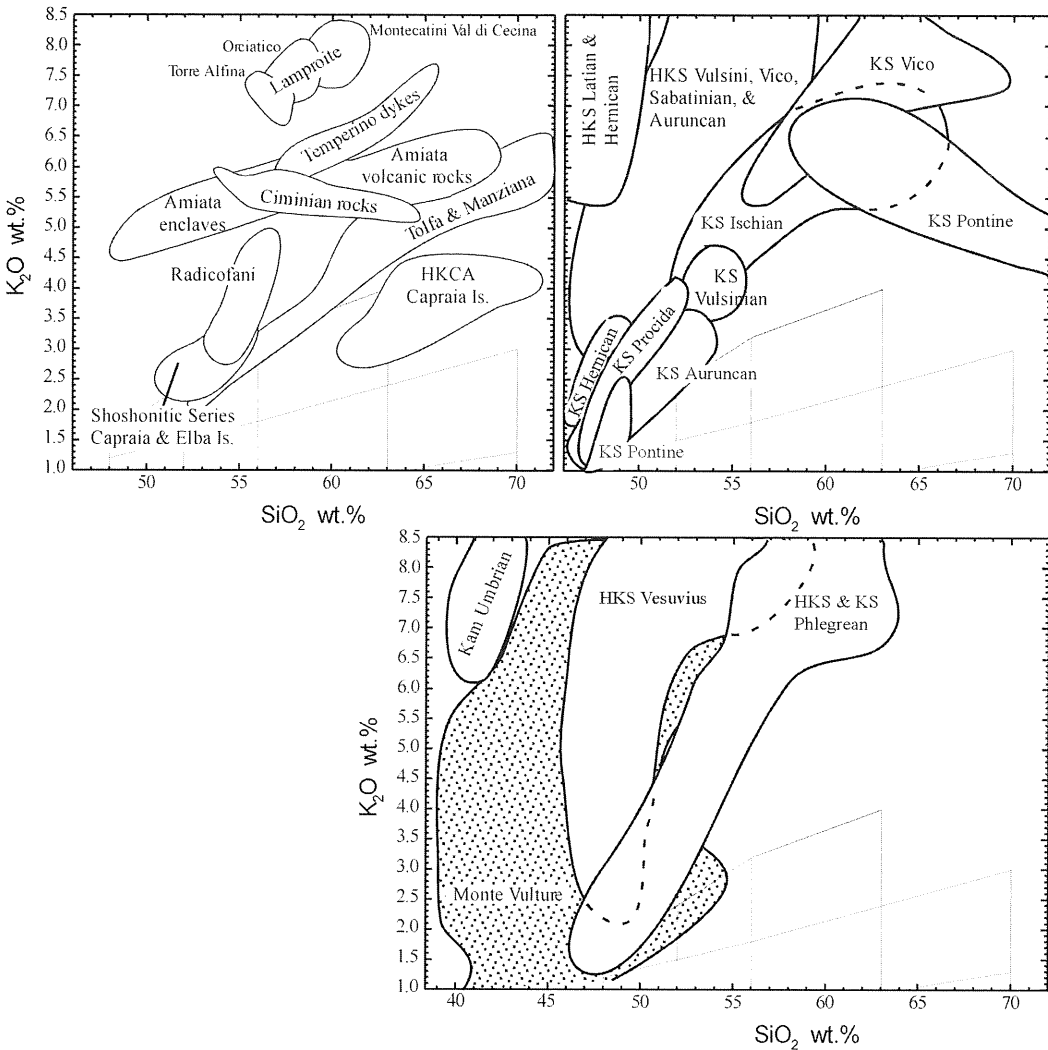 8.5
8.0
7.5
7.0
6.5
6.0
5.5
5.0
4.5
4.0
3.5
3.0
2.5
2.0
1.5
1.0
K2O wt.%
Orciatico
Montecatini Val di Cecina
Torre Alfina
Lamproite
Temperino dykes
Amiata
volcanic rocks
Amiata
enclaves
Ciminian rocks
Tolfa & Manziana
Radicofani
HKCA
Capraia Is.
Shoshonitic Series
Capraia & Elba Is.
50 55 60 65 70
SiO2 wt.%
HKS Latian &
Hernican
HKS Vulsini, Vico,
Sabatinian, &
Auruncan
KS Vico
KS Ischian
KS Pontine
KS
Vulsinian
KS Hernican
KS Procida
KS Auruncan
KS Pontine
50 55 60 65 70
SiO2 wt.%
8.5
8.0
7.5
7.0
6.5
6.0
5.5
5.0
4.5
4.0
3.5
3.0
2.5
2.0
1.5
1.0
K2O wt.%
Kam Umbrian
HKS Vesuvius
HKS & KS
Phlegrean
Monte Vulture
40 45 50 55 60 65 70
SiO2 wt.%